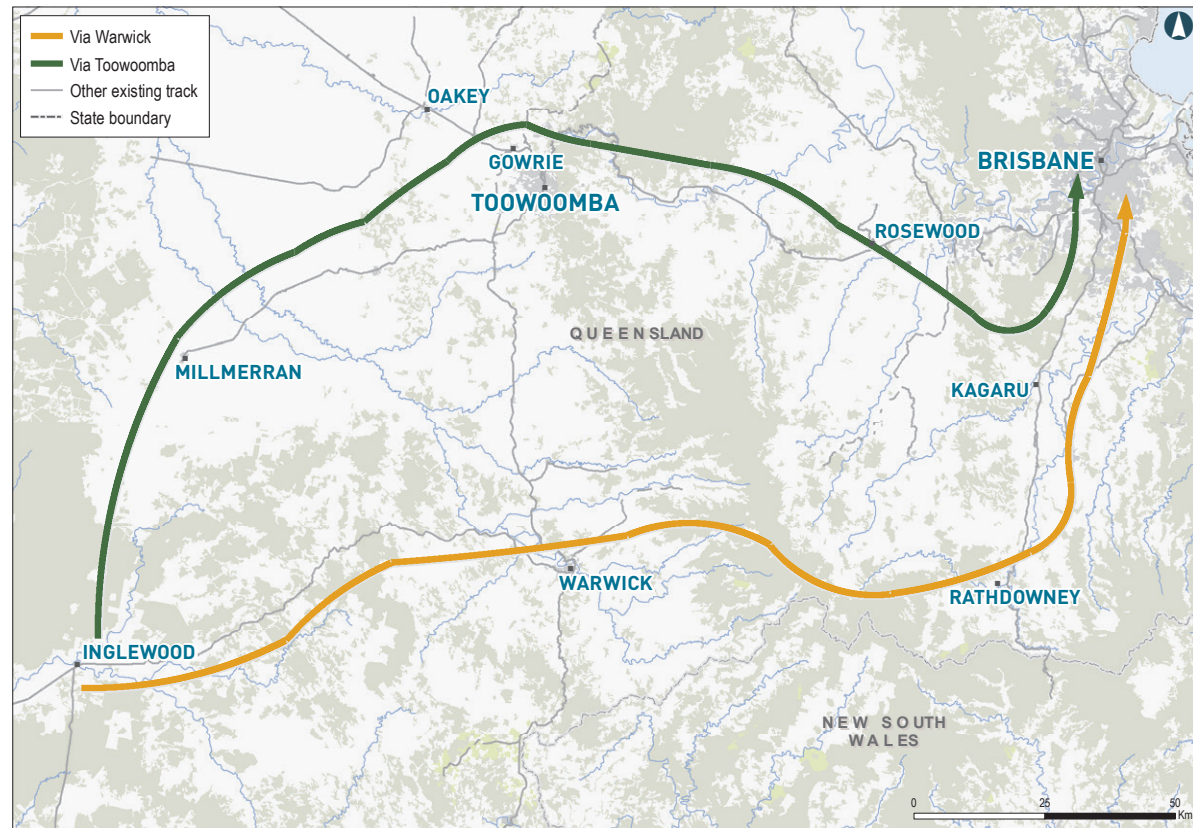 Via Warwick
Via Toowoomba
Other existing track
State boundary
OAKEY
GOWRIE
TOOWOOMBA
BRISBANE
ROSEWOOD
QUEENSLAND
MILLMERRAN
KAGARU
WARWICK
RATHDOWNEY
INGLEWOOD
NEW SOUTH
WALES
0 25 50
Km